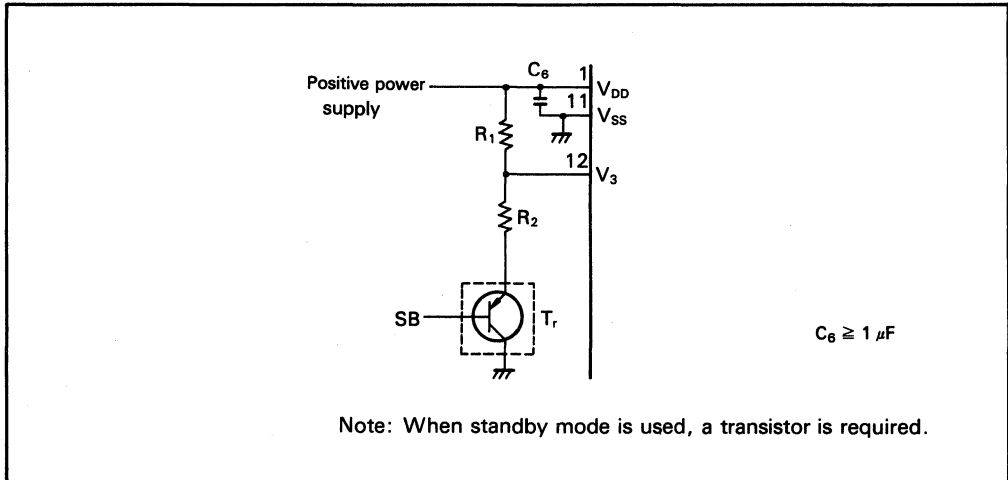 Positive power
supply
C₆
1
V_DD
11
V_SS
R₁
12
V₃
R₂
SB
T_r
C₆ ≧ 1 μF
Note: When standby mode is used, a transistor is required.